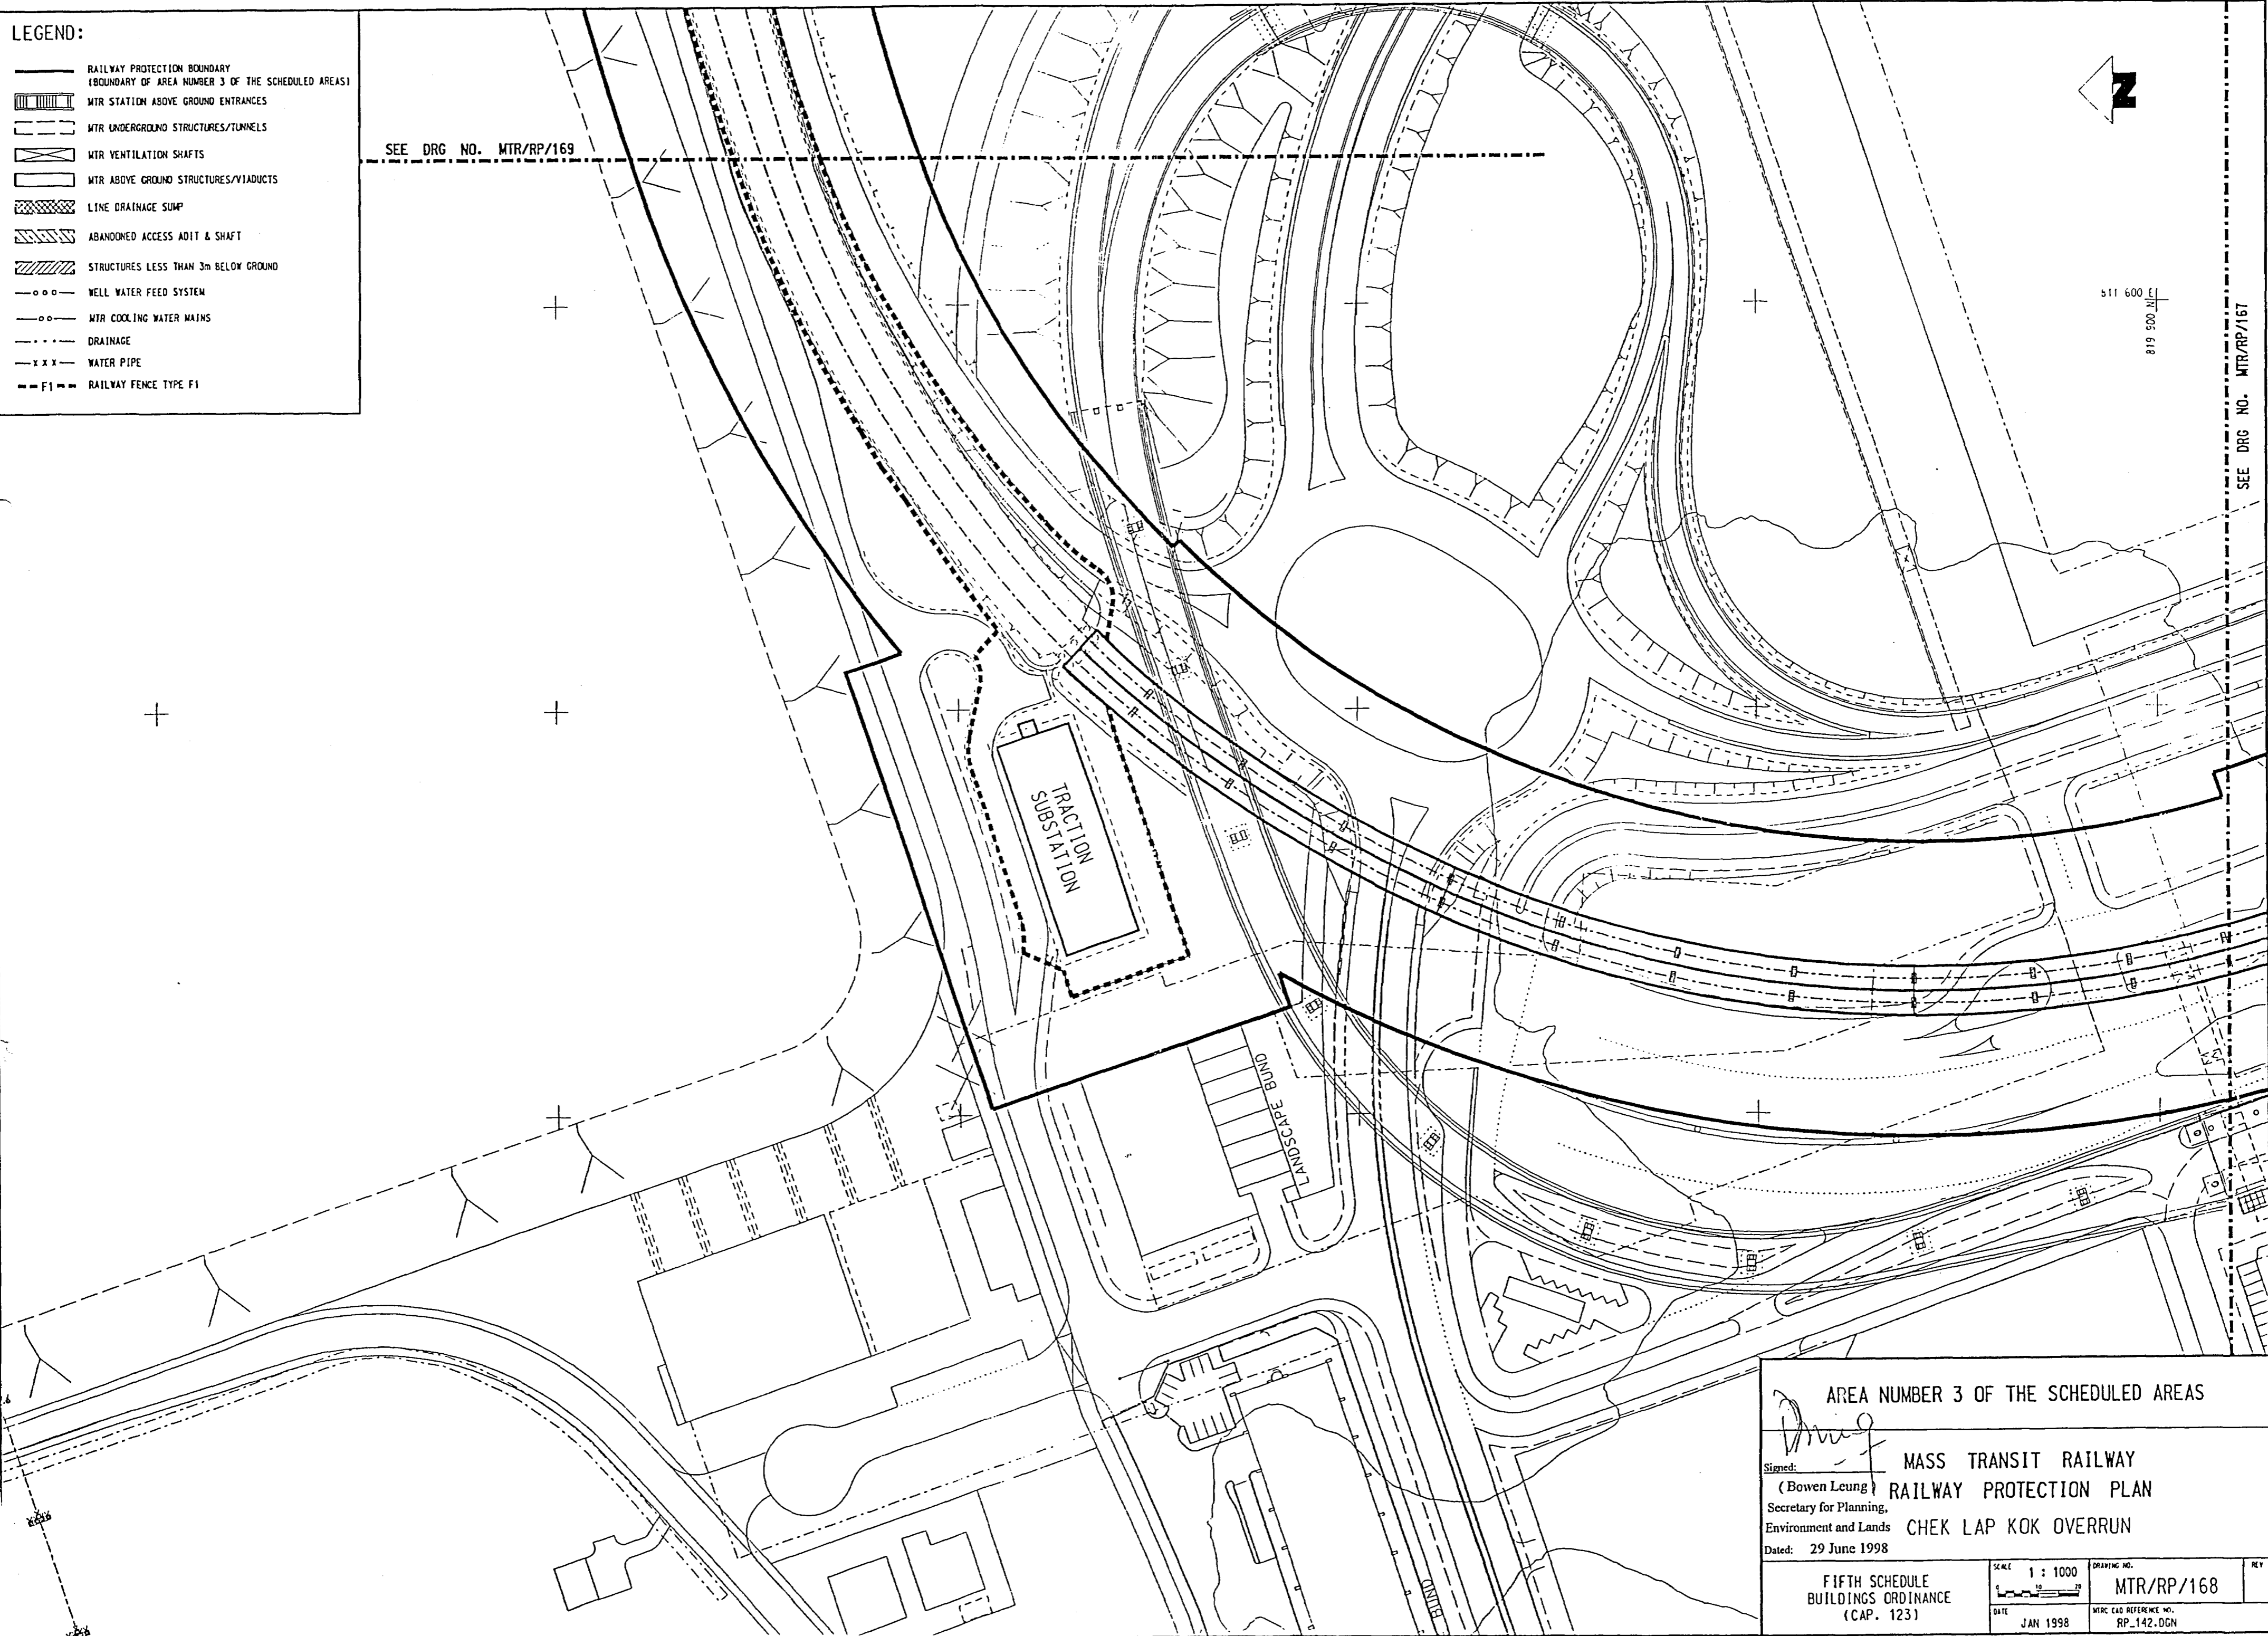 LEGEND:
RAILWAY PROTECTION BOUNDARY
(BOUNDARY OF AREA NUMBER 3 OF THE SCHEDULED AREAS)
MTR STATION ABOVE GROUND ENTRANCES
MTR UNDERGROUND STRUCTURES/TUNNELS
MTR VENTILATION SHAFTS
MTR ABOVE GROUND STRUCTURES/VIADUCTS
LINE DRAINAGE SUMP
ABANDONED ACCESS ADIT & SHAFT
STRUCTURES LESS THAN 3m BELOW GROUND
WELL WATER FEED SYSTEM
MTR COOLING WATER MAINS
DRAINAGE
X X X WATER PIPE
F1 RAILWAY FENCE TYPE F1
SEE DRG NO. MTR/RP/169
N
511 600 E
819 900 N
SEE DRG NO. MTR/RP/167
TRACTION
SUBSTATION
LANDSCAPE BUND
BUND
AREA NUMBER 3 OF THE SCHEDULED AREAS
Signed:
(Bowen Leung)
Secretary for Planning,
Environment and Lands
Dated: 29 June 1998
MASS TRANSIT RAILWAY
RAILWAY PROTECTION PLAN
CHEK LAP KOK OVERRUN
FIFTH SCHEDULE
BUILDINGS ORDINANCE
(CAP. 123)
SCALE 1 : 1000
0 10 20
DATE
JAN 1998
DRAWING NO.
MTR/RP/168
REV
MTRC CAD REFERENCE NO.
RP_142.DGN